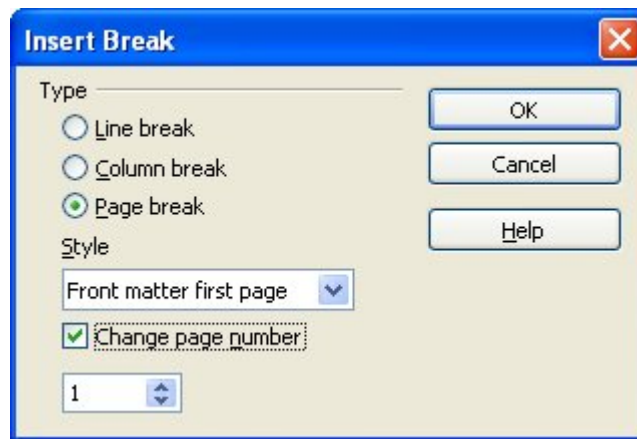 Insert Break
Type
Line break
Column break
Page break
Style
Front matter first page
Change page number
1
OK
Cancel
Help